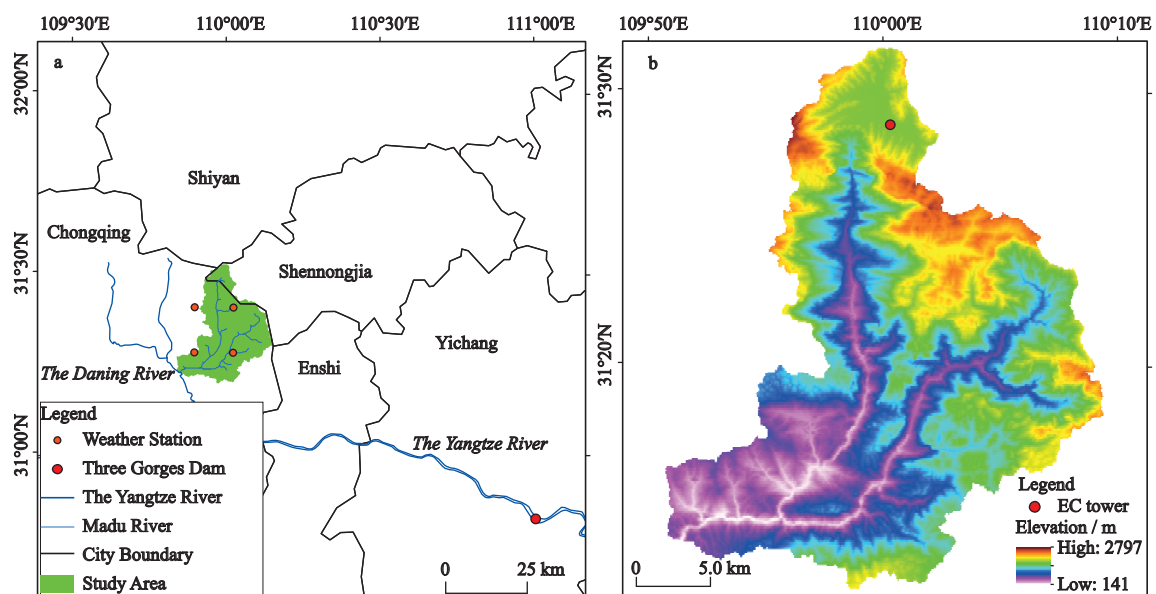 109°30′E 110°00′E 110°30′E 111°00′E
32°00′N
31°30′N
31°00′N
a
Shiyan
Chongqing
Shennongjia
Yichang
Enshi
The Daning River
The Yangtze River
Legend
Weather Station
Three Gorges Dam
The Yangtze River
Madu River
City Boundary
Study Area
0 25 km
109°50′E 110°00′E 110°10′E
31°30′N
31°20′N
b
Legend
EC tower
Elevation / m
High: 2797
Low: 141
0 5.0 km